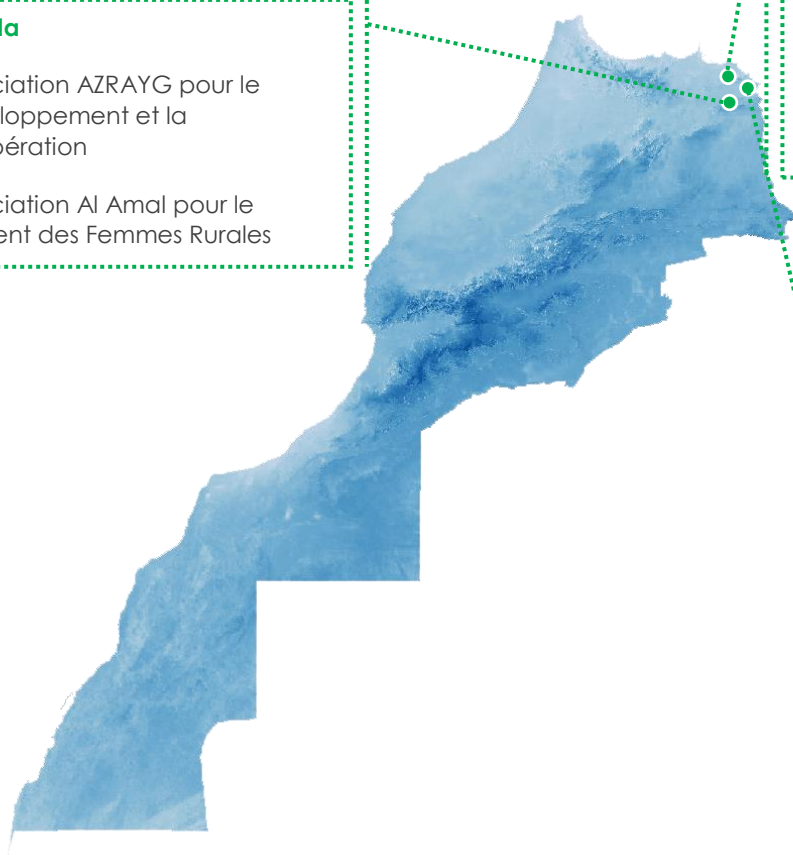 la
ciation AZRAYG pour le
loppement et la
pération
ciation Al Amal pour le
ent des Femmes Rurales